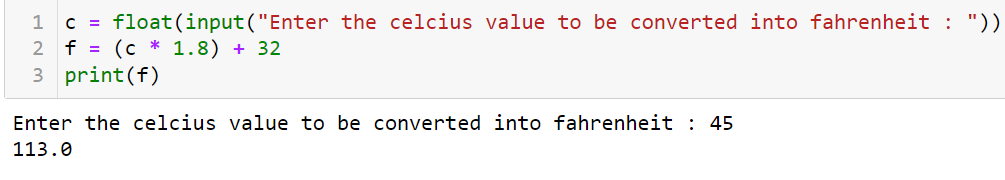 1 c = float(input("Enter the celcius value to be converted into fahrenheit : "))
2 f = (c * 1.8) + 32
3 print(f)
Enter the celcius value to be converted into fahrenheit : 45
113.0